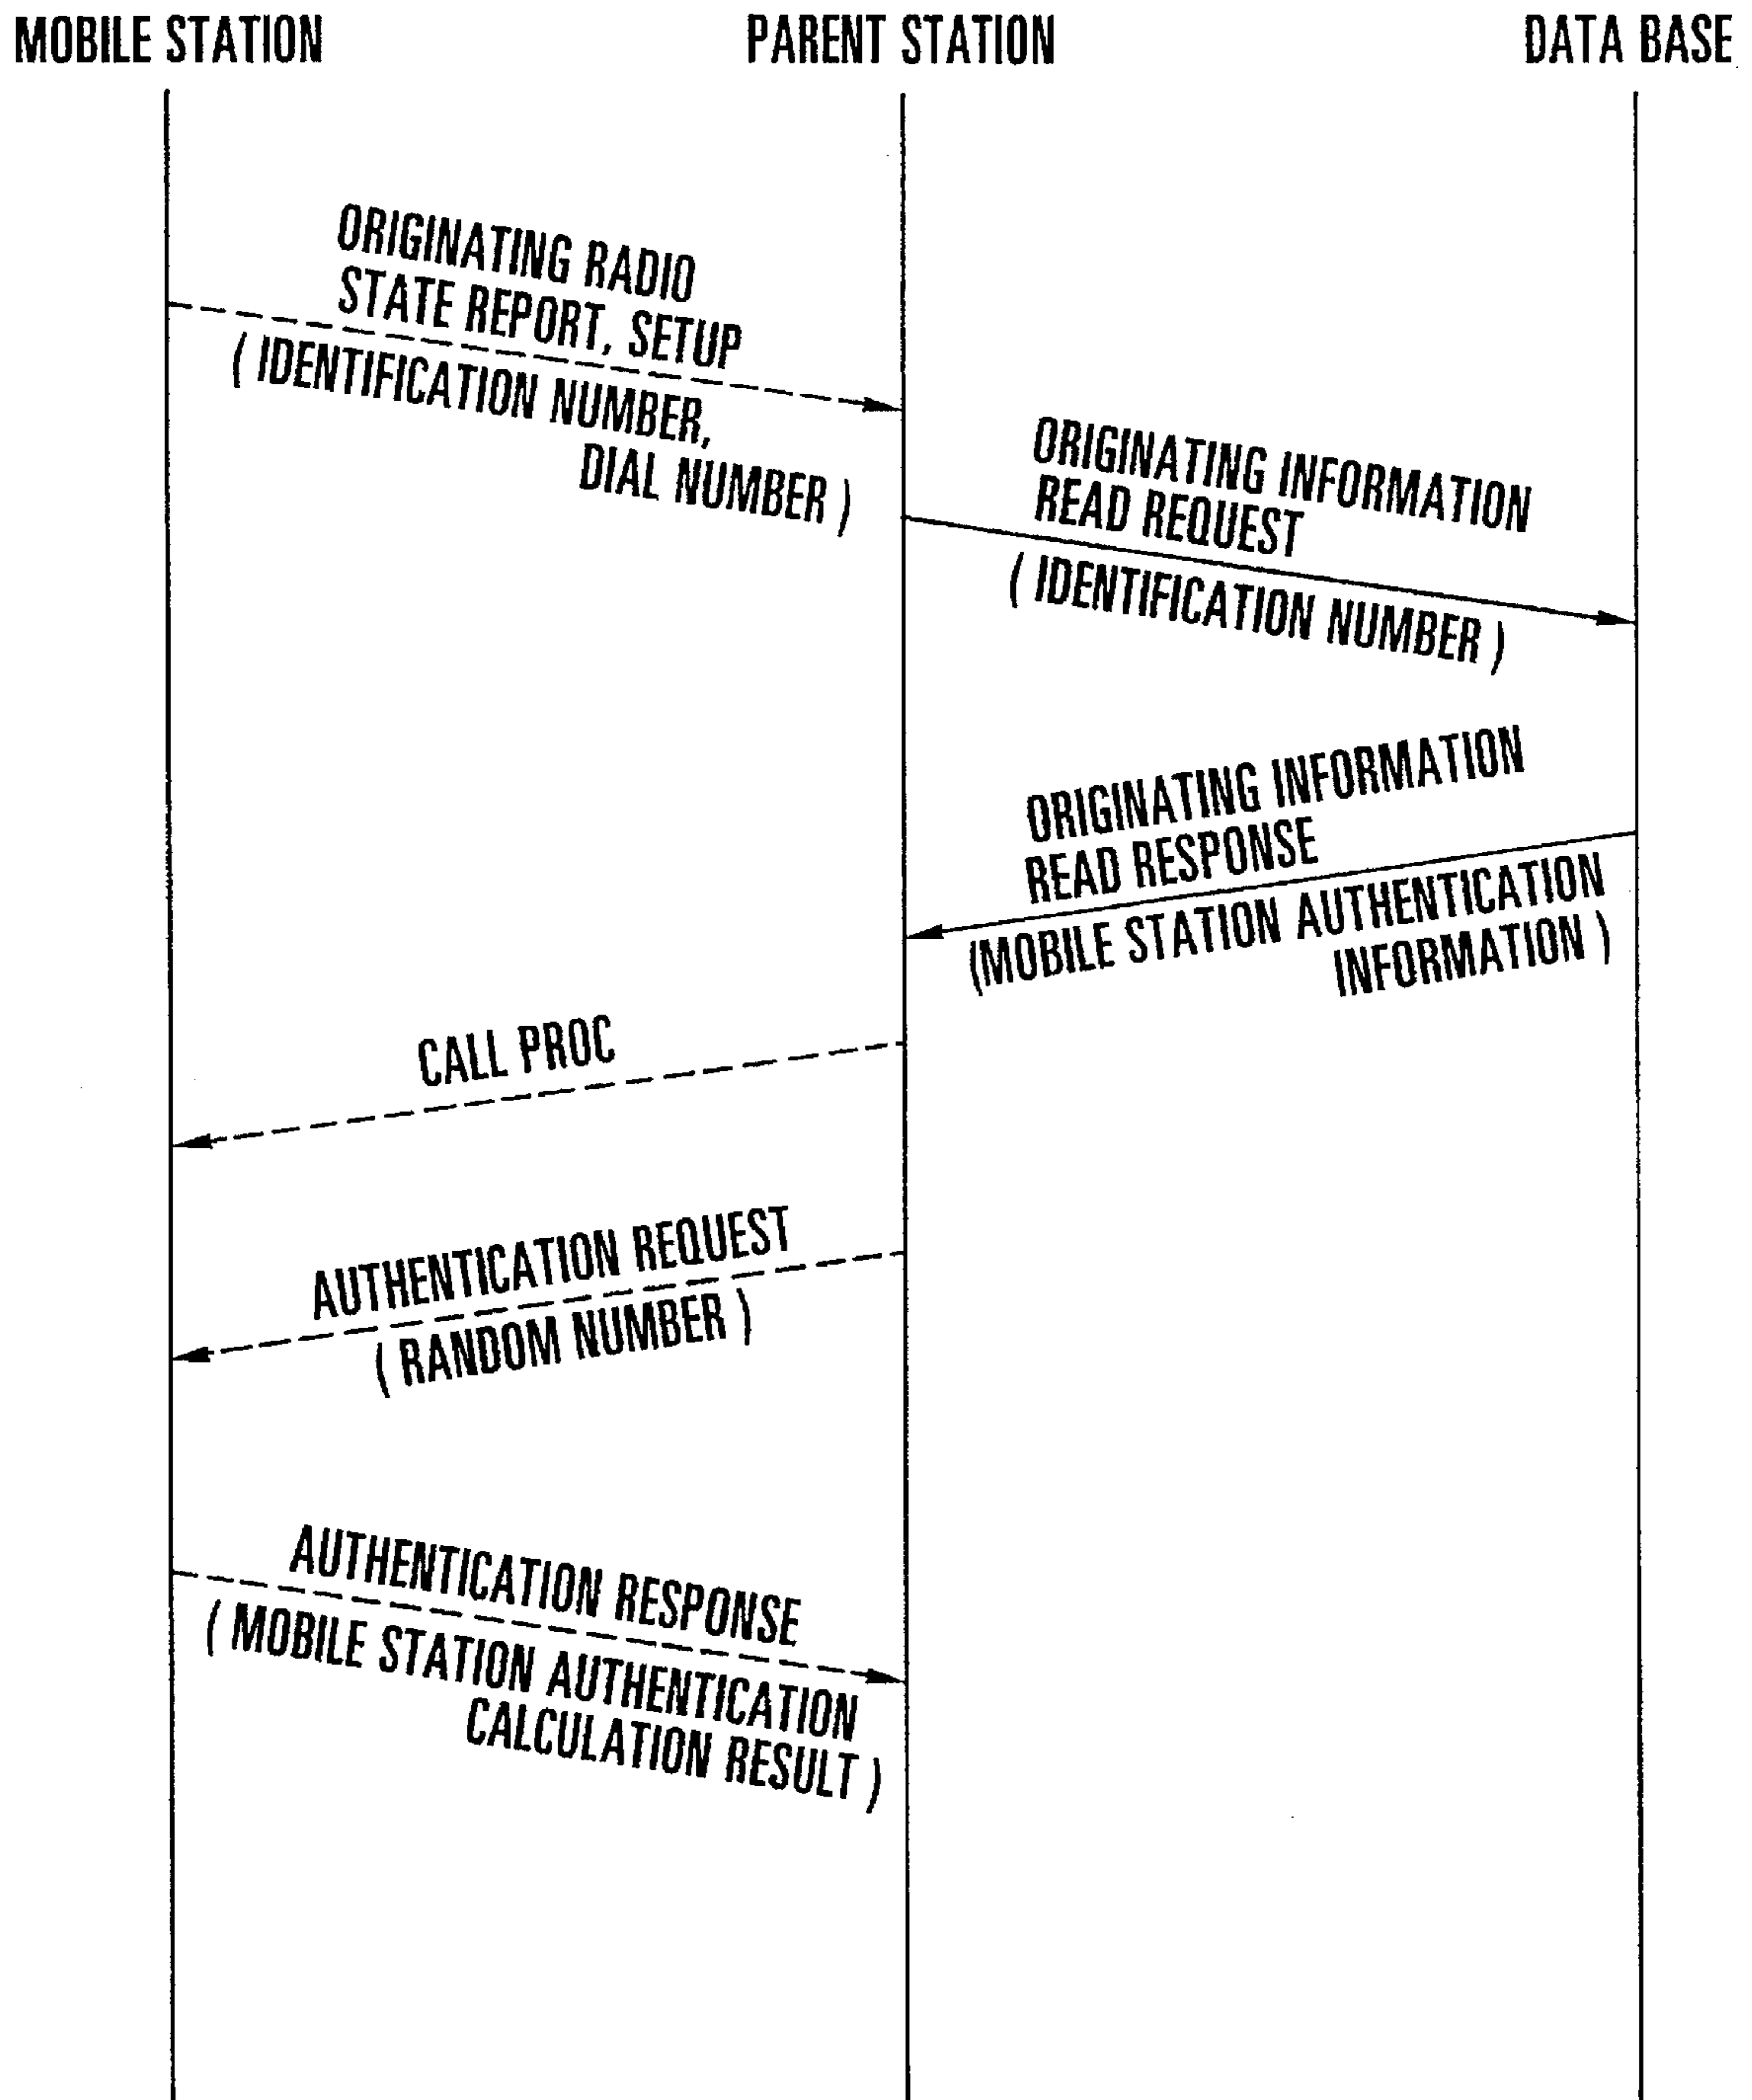 MOBILE STATION
PARENT STATION
DATA BASE
ORIGINATING RADIO
STATE REPORT, SETUP
( IDENTIFICATION NUMBER,
DIAL NUMBER )
ORIGINATING INFORMATION
READ REQUEST
( IDENTIFICATION NUMBER )
ORIGINATING INFORMATION
READ RESPONSE
(MOBILE STATION AUTHENTICATION
INFORMATION )
CALL PROC
AUTHENTICATION REQUEST
( RANDOM NUMBER )
AUTHENTICATION RESPONSE
( MOBILE STATION AUTHENTICATION
CALCULATION RESULT )